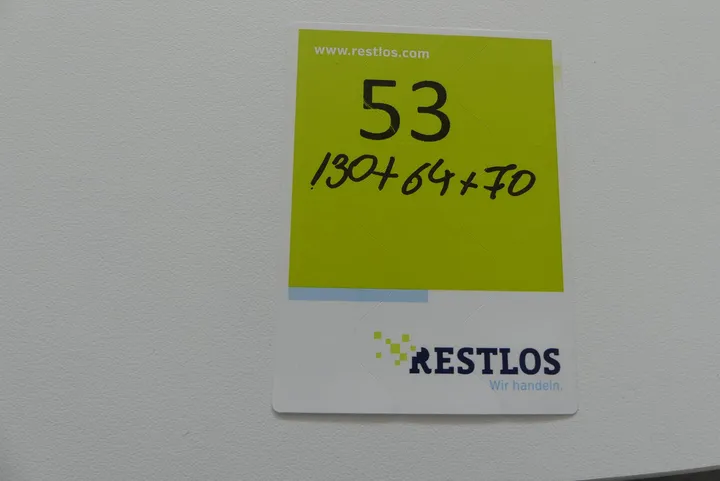 www.restlos.com
53
130+64+70
RESTLOS
Wir handeln.